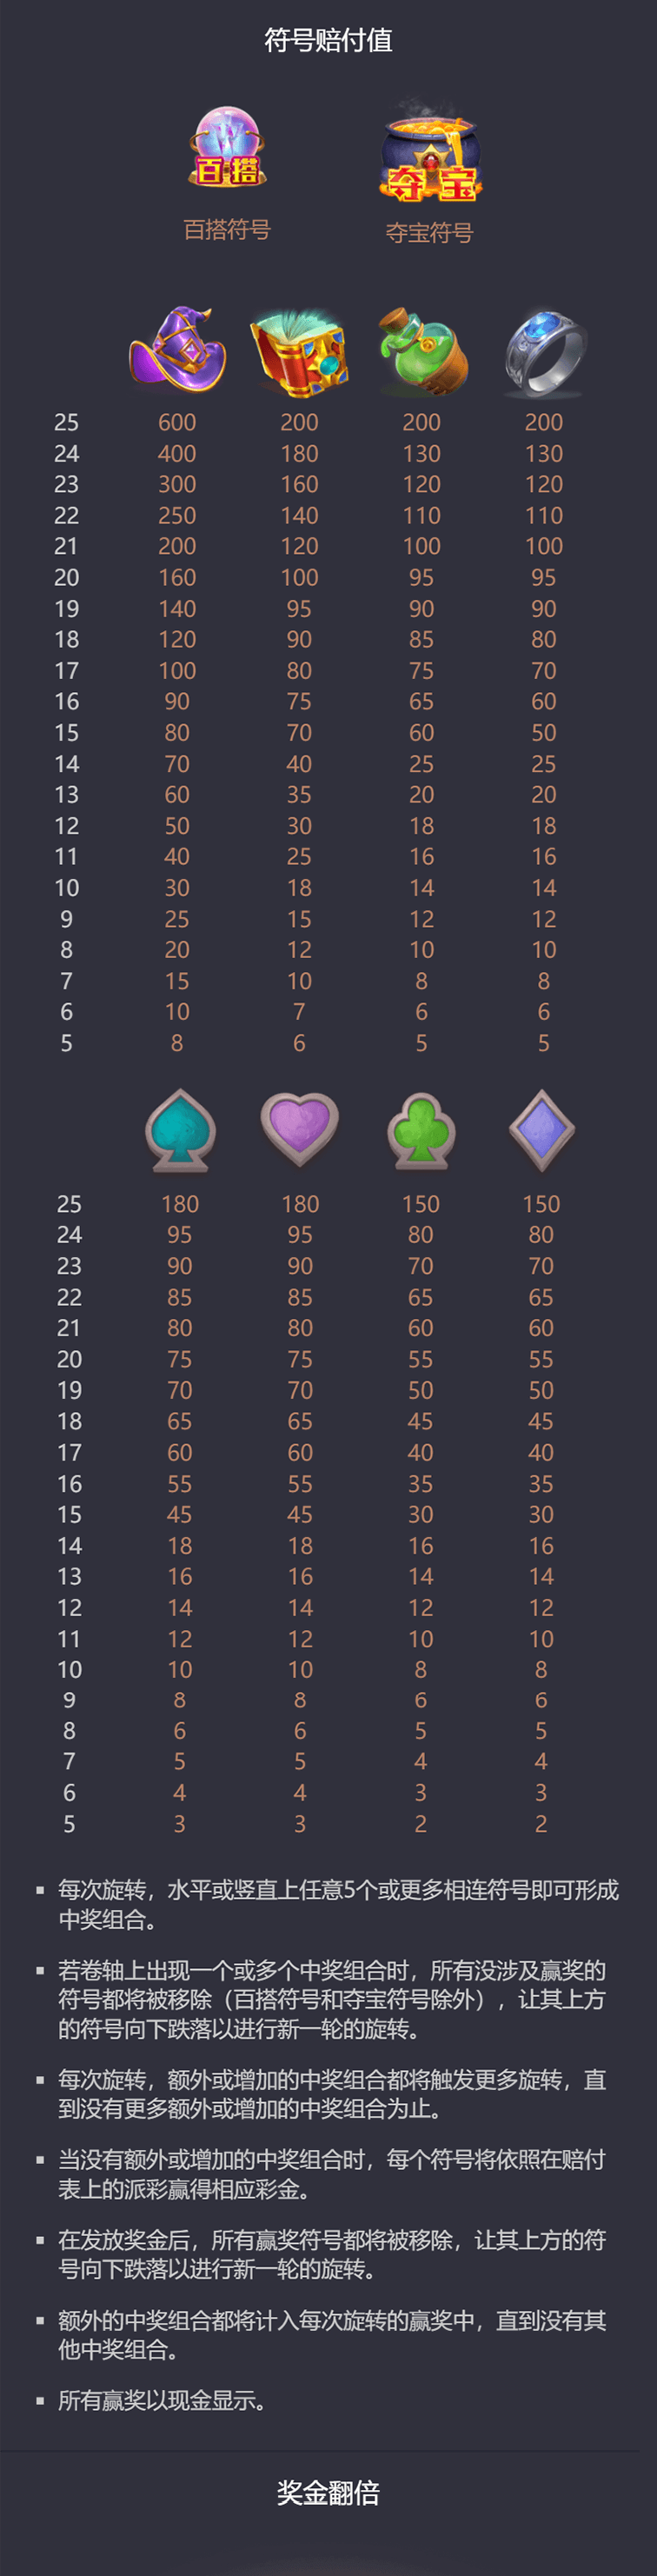 符号赔付值
百搭
夺宝
百搭符号
夺宝符号
25 600 200 200 200
24 400 180 130 130
23 300 160 120 120
22 250 140 110 110
21 200 120 100 100
20 160 100 95 95
19 140 95 90 90
18 120 90 85 80
17 100 80 75 70
16 90 75 65 60
15 80 70 60 50
14 70 40 25 25
13 60 35 20 20
12 50 30 18 18
11 40 25 16 16
10 30 18 14 14
9 25 15 12 12
8 20 12 10 10
7 15 10 8 8
6 10 7 6 6
5 8 6 5 5
25 180 180 150 150
24 95 95 80 80
23 90 90 70 70
22 85 85 65 65
21 80 80 60 60
20 75 75 55 55
19 70 70 50 50
18 65 65 45 45
17 60 60 40 40
16 55 55 35 35
15 45 45 30 30
14 18 18 16 16
13 16 16 14 14
12 14 14 12 12
11 12 12 10 10
10 10 10 8 8
9 8 8 6 6
8 6 6 5 5
7 5 5 4 4
6 4 4 3 3
5 3 3 2 2
▪ 每次旋转，水平或竖直上任意5个或更多相连符号即可形成
中奖组合。
▪ 若卷轴上出现一个或多个中奖组合时，所有没涉及赢奖的
符号都将被移除（百搭符号和夺宝符号除外），让其上方
的符号向下跌落以进行新一轮的旋转。
▪ 每次旋转，额外或增加的中奖组合都将触发更多旋转，直
到没有更多额外或增加的中奖组合为止。
▪ 当没有额外或增加的中奖组合时，每个符号将依照在赔付
表上的派彩赢得相应彩金。
▪ 在发放奖金后，所有赢奖符号都将被移除，让其上方的符
号向下跌落以进行新一轮的旋转。
▪ 额外的中奖组合都将计入每次旋转的赢奖中，直到没有其
他中奖组合。
▪ 所有赢奖以现金显示。
奖金翻倍